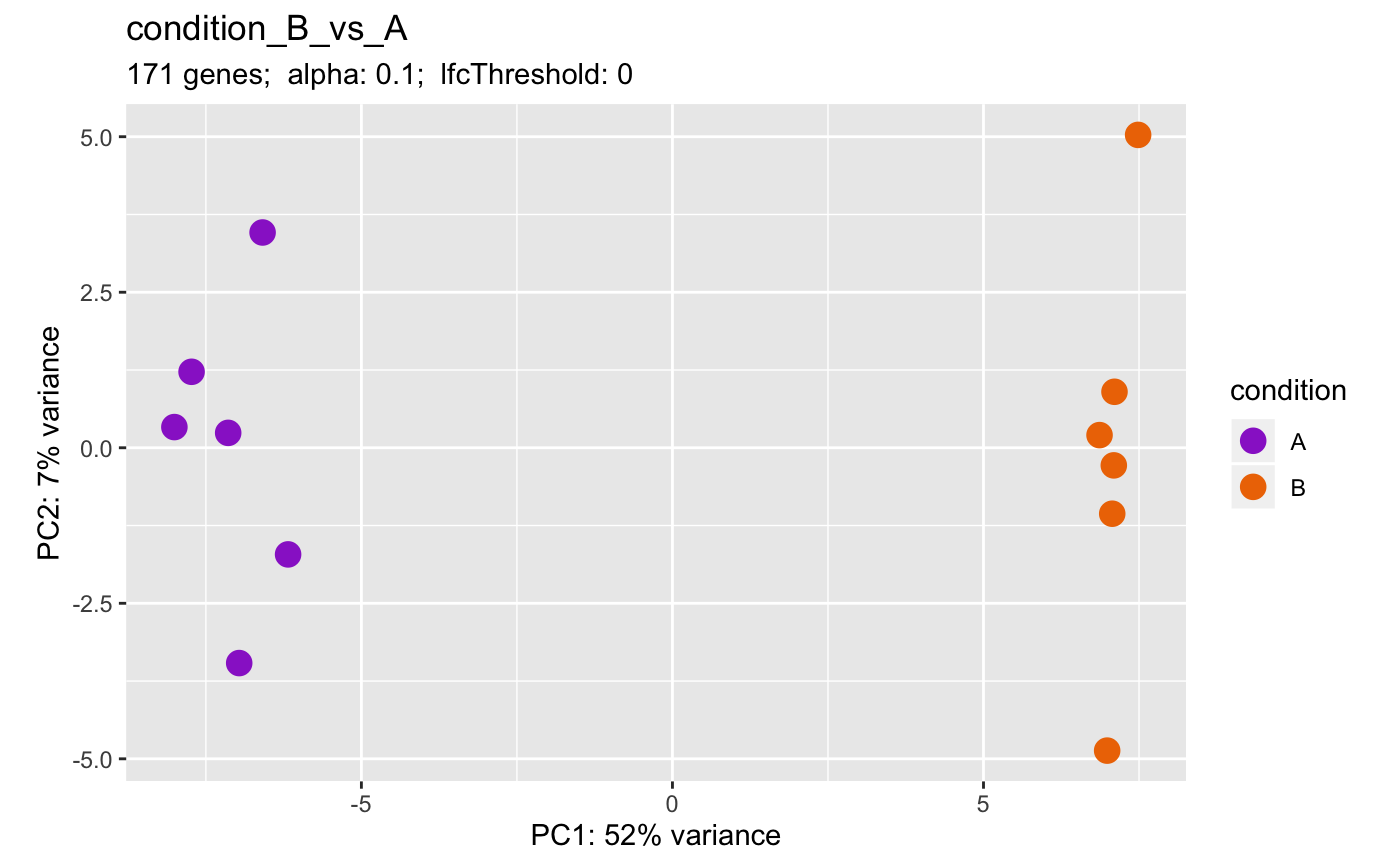 condition_B_vs_A
171 genes;  alpha: 0.1;  lfcThreshold: 0
5.0
2.5
0.0
-2.5
-5.0
PC2: 7% variance
-5
0
5
PC1: 52% variance
condition
A
B